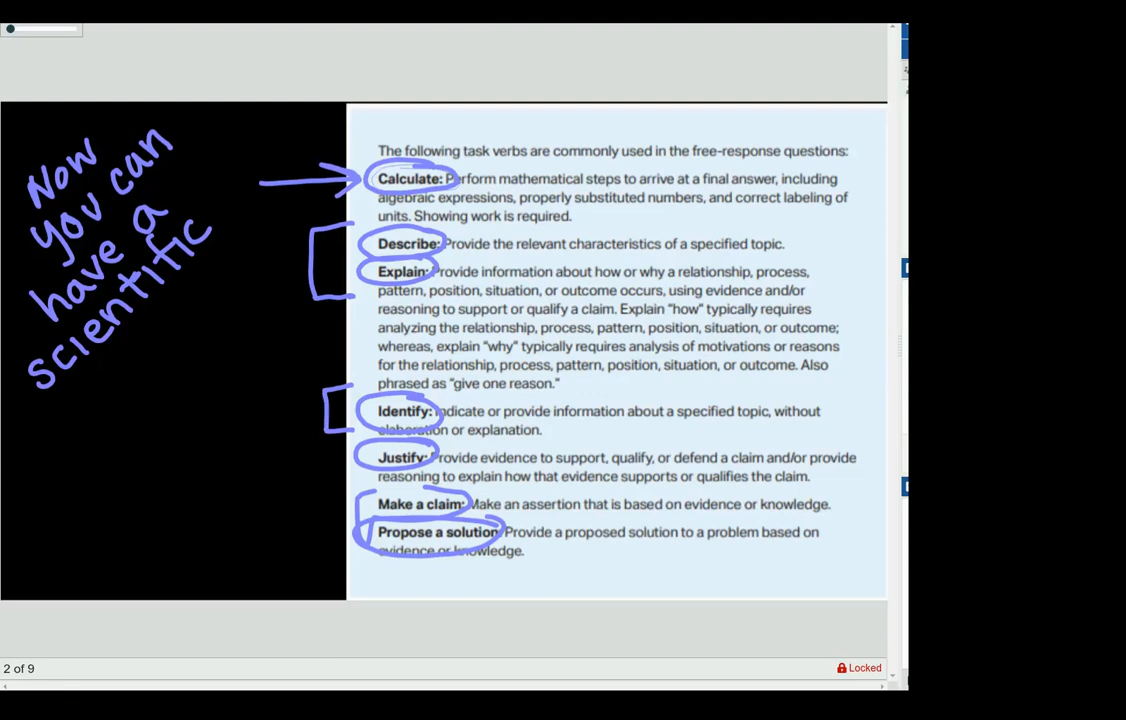 Now
you can
have a
scientific
The following task verbs are commonly used in the free-response questions:
Calculate: Perform mathematical steps to arrive at a final answer, including
algebraic expressions, properly substituted numbers, and correct labeling of
units. Showing work is required.
Describe: Provide the relevant characteristics of a specified topic.
Explain: Provide information about how or why a relationship, process,
pattern, position, situation, or outcome occurs, using evidence and/or
reasoning to support or qualify a claim. Explain “how” typically requires
analyzing the relationship, process, pattern, position, situation, or outcome;
whereas, explain “why” typically requires analysis of motivations or reasons
for the relationship, process, pattern, position, situation, or outcome. Also
phrased as “give one reason.”
Identify: Indicate or provide information about a specified topic, without
elaboration or explanation.
Justify: Provide evidence to support, qualify, or defend a claim and/or provide
reasoning to explain how that evidence supports or qualifies the claim.
Make a claim: Make an assertion that is based on evidence or knowledge.
Propose a solution: Provide a proposed solution to a problem based on
evidence or knowledge.
2 of 9
Locked